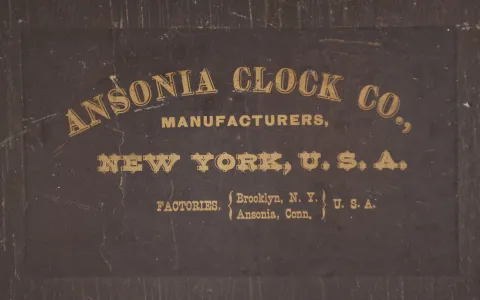 ANSONIA CLOCK CO.,
MANUFACTURERS,
NEW YORK, U. S. A.
FACTORIES. { Brooklyn, N. Y. } U. S. A.
Ansonia, Conn.